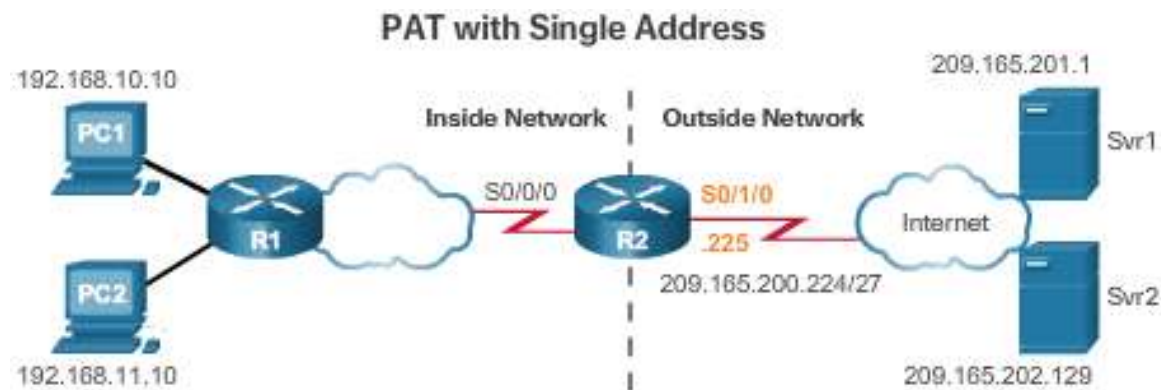 PAT with Single Address
192.168.10.10
209.165.201.1
Inside Network
Outside Network
PC1
Svr1
S0/0/0
S0/1/0
R1
R2
Internet
.225
PC2
209.165.200.224/27
Svr2
192.168.11.10
209.165.202.129